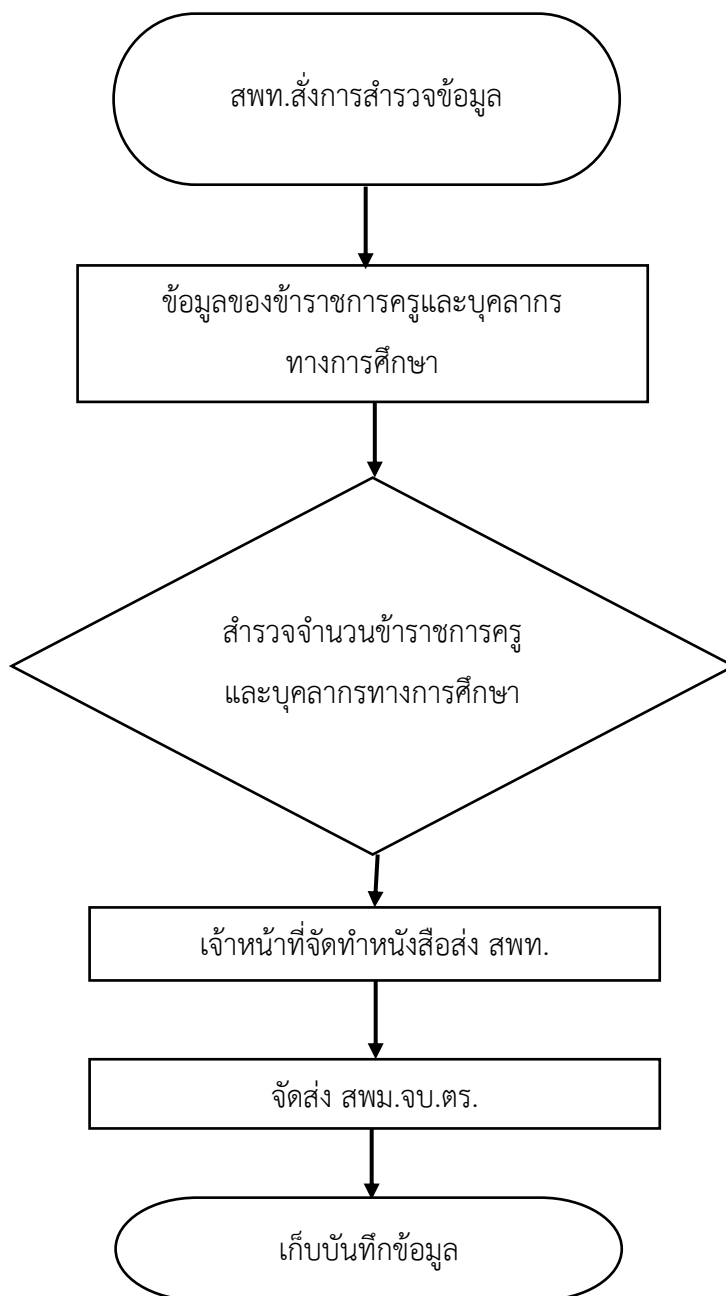 สพท.สั่งการสำรวจข้อมูล
ข้อมูลของข้าราชการครูและบุคลากร
ทางการศึกษา
สำรวจจำนวนข้าราชการครู
และบุคลากรทางการศึกษา
เจ้าหน้าที่จัดทำหนังสือส่ง สพท.
จัดส่ง สพม.จบ.ตร.
เก็บบันทึกข้อมูล